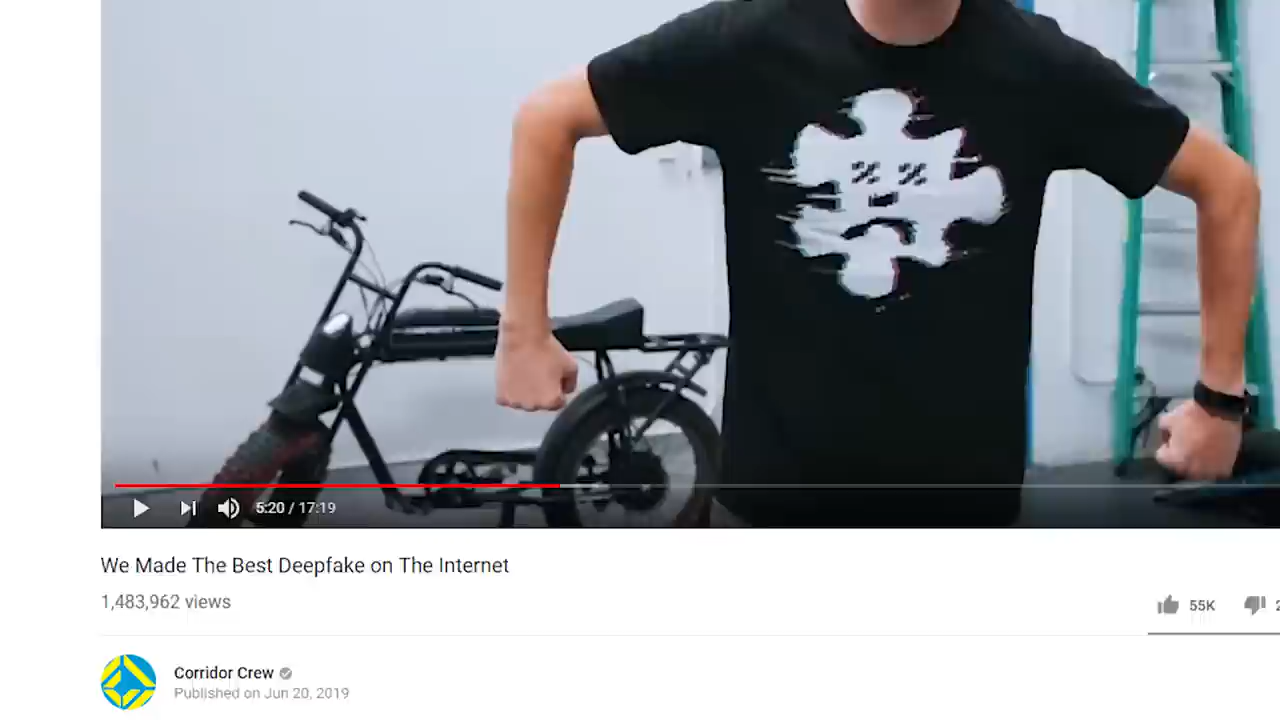 5:20 / 17:19
We Made The Best Deepfake on The Internet
1,483,962 views
55K
2
Corridor Crew
Published on Jun 20, 2019